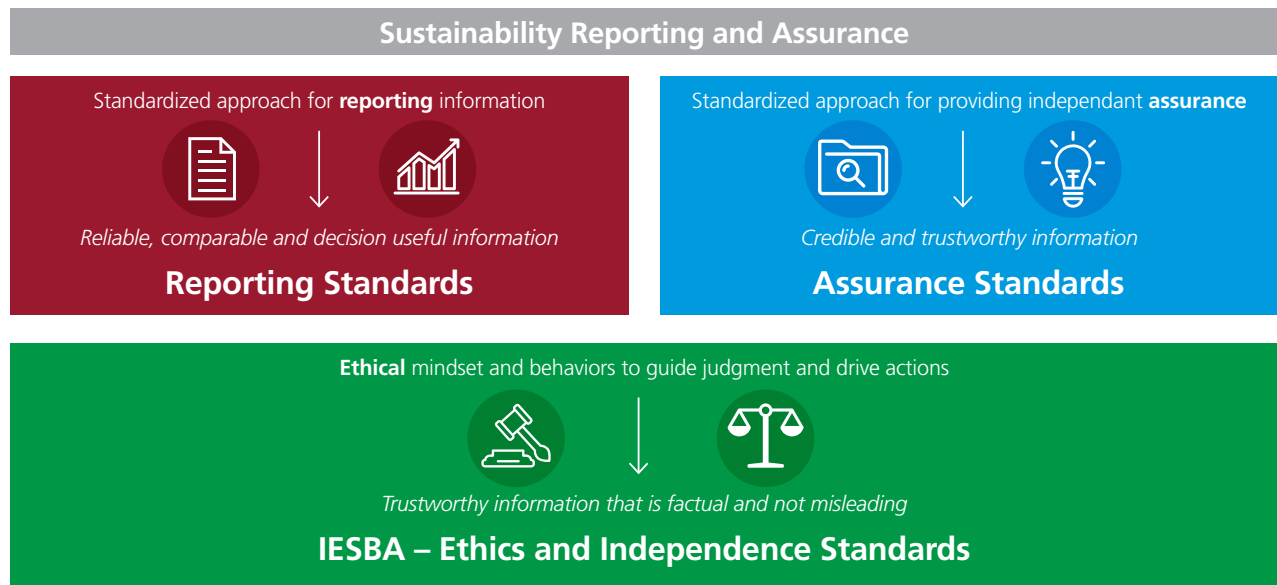 Sustainability Reporting and Assurance
Standardized approach for reporting information
Reliable, comparable and decision useful information
Reporting Standards
Standardized approach for providing independant assurance
Credible and trustworthy information
Assurance Standards
Ethical mindset and behaviors to guide judgment and drive actions
Trustworthy information that is factual and not misleading
IESBA – Ethics and Independence Standards